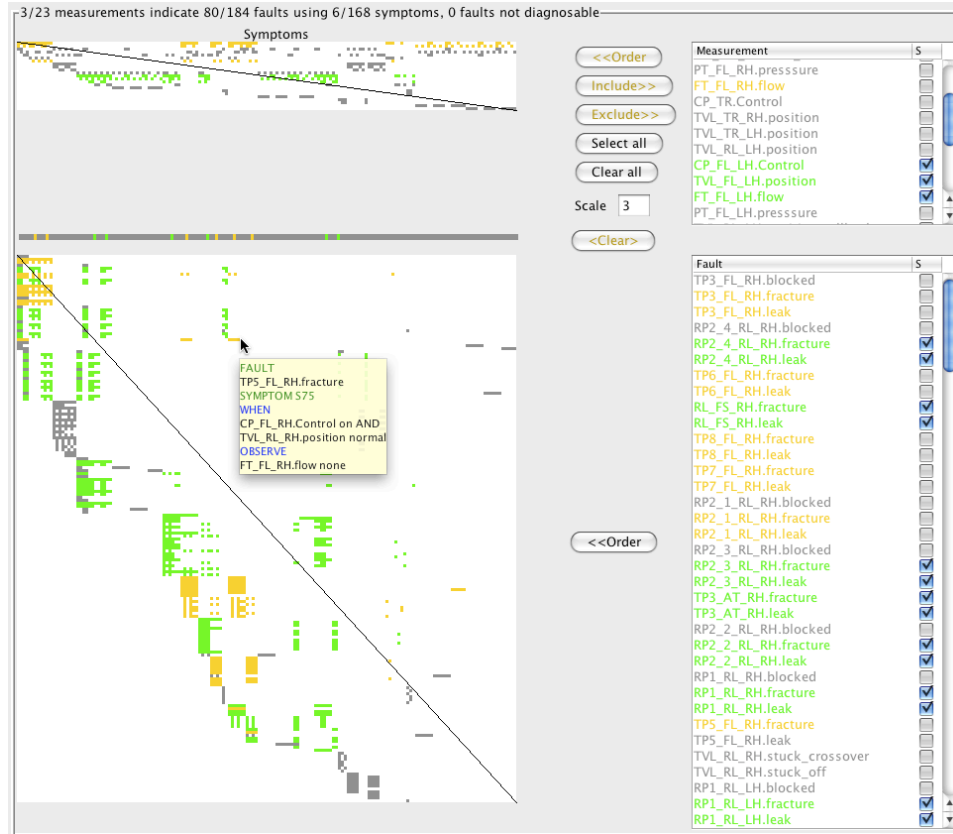 3/23 measurements indicate 80/184 faults using 6/168 symptoms, 0 faults not diagnosable
Symptoms
<<Order
Include>>
Exclude>>
Select all
Clear all
Scale 3
<Clear>
Measurement S
PT_FL_RH.presssure
FT_FL_RH.flow
CP_TR.Control
TVL_TR_RH.position
TVL_TR_LH.position
TVL_RL_LH.position
CP_FL_LH.Control
TVL_FL_LH.position
FT_FL_LH.flow
PT_FL_LH.presssure
FAULT
TP5_FL_RH.fracture
SYMPTOM S75
WHEN
CP_FL_RH.Control on AND
TVL_RL_RH.position normal
OBSERVE
FT_FL_RH.flow none
<<Order
Fault S
TP3_FL_RH.blocked
TP3_FL_RH.fracture
TP3_FL_RH.leak
RP2_4_RL_RH.blocked
RP2_4_RL_RH.fracture
RP2_4_RL_RH.leak
TP6_FL_RH.fracture
TP6_FL_RH.leak
RL_FS_RH.fracture
RL_FS_RH.leak
TP8_FL_RH.fracture
TP8_FL_RH.leak
TP7_FL_RH.fracture
TP7_FL_RH.leak
RP2_1_RL_RH.blocked
RP2_1_RL_RH.fracture
RP2_1_RL_RH.leak
RP2_3_RL_RH.blocked
RP2_3_RL_RH.fracture
RP2_3_RL_RH.leak
TP3_AT_RH.fracture
TP3_AT_RH.leak
RP2_2_RL_RH.blocked
RP2_2_RL_RH.fracture
RP2_2_RL_RH.leak
RP1_RL_RH.blocked
RP1_RL_RH.fracture
RP1_RL_RH.leak
TP5_FL_RH.fracture
TP5_FL_RH.leak
TVL_RL_RH.stuck_crossover
TVL_RL_RH.stuck_off
RP1_RL_LH.blocked
RP1_RL_LH.fracture
RP1_RL_LH.leak